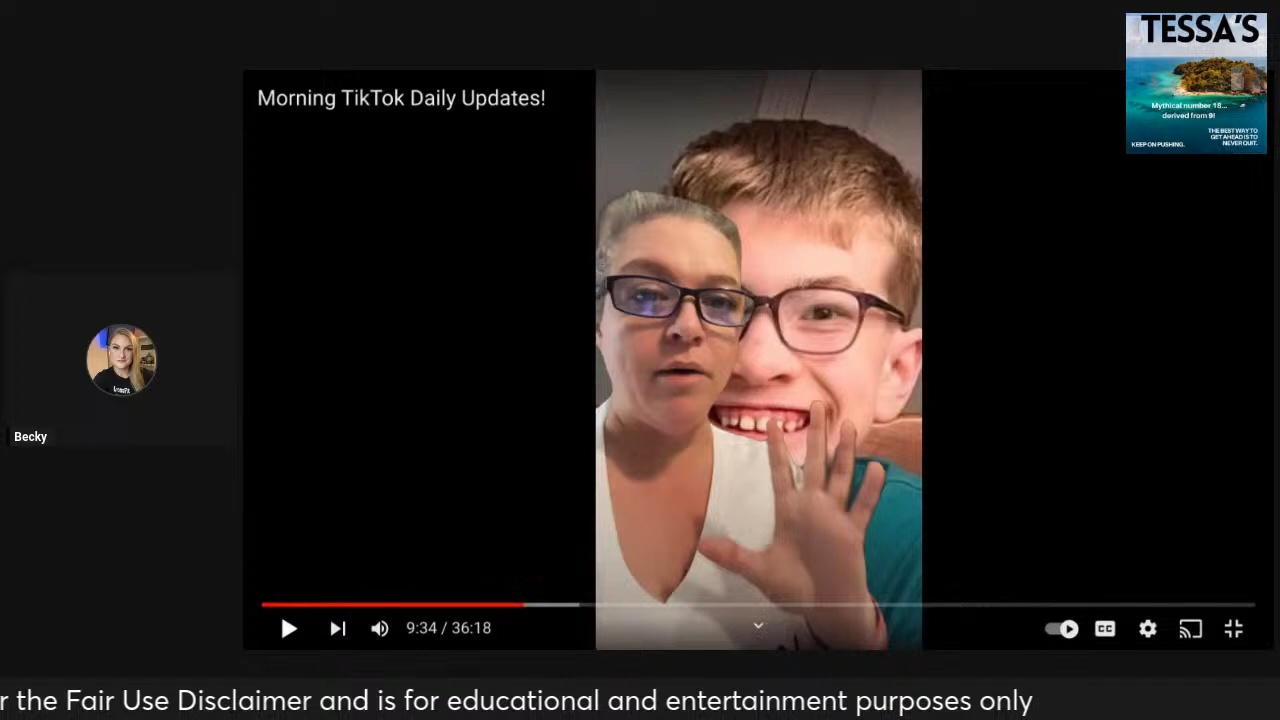 TESSA'S
Morning TikTok Daily Updates!
Mythical number 18...
derived from 9!
THE BEST WAY TO
GET AHEAD IS TO
NEVER QUIT.
KEEP ON PUSHING.
Becky
9:34 / 36:18
CC
r the Fair Use Disclaimer and is for educational and entertainment purposes only